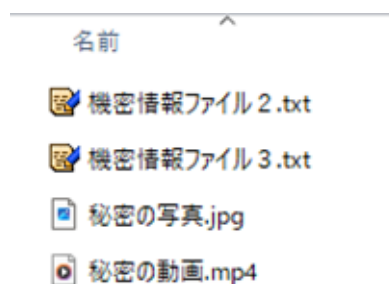 名前
機密情報ファイル２.txt
機密情報ファイル３.txt
秘密の写真.jpg
秘密の動画.mp4